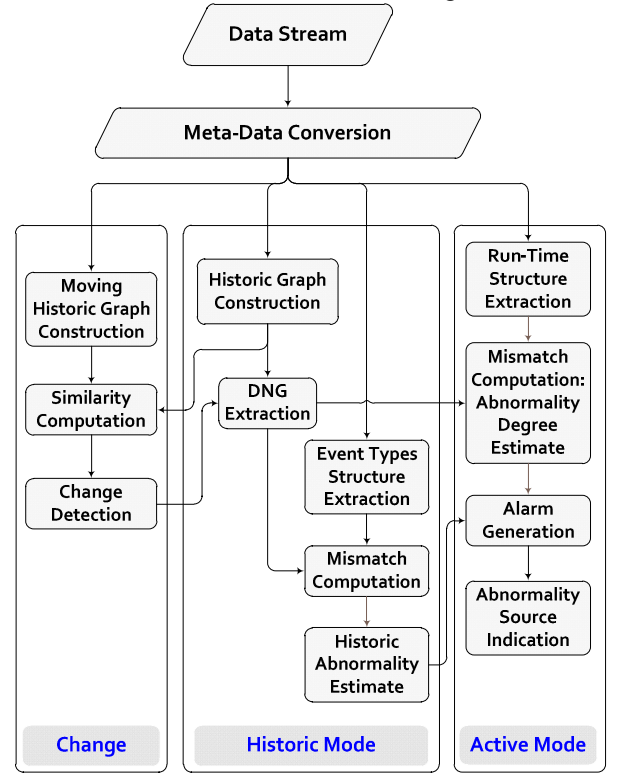 Data Stream
Meta-Data Conversion
Moving
Historic Graph
Construction
Similarity
Computation
Change
Detection
Change
Historic Graph
Construction
DNG
Extraction
Event Types
Structure
Extraction
Mismatch
Computation
Historic
Abnormality
Estimate
Historic Mode
Run-Time
Structure
Extraction
Mismatch
Computation:
Abnormality
Degree
Estimate
Alarm
Generation
Abnormality
Source
Indication
Active Mode